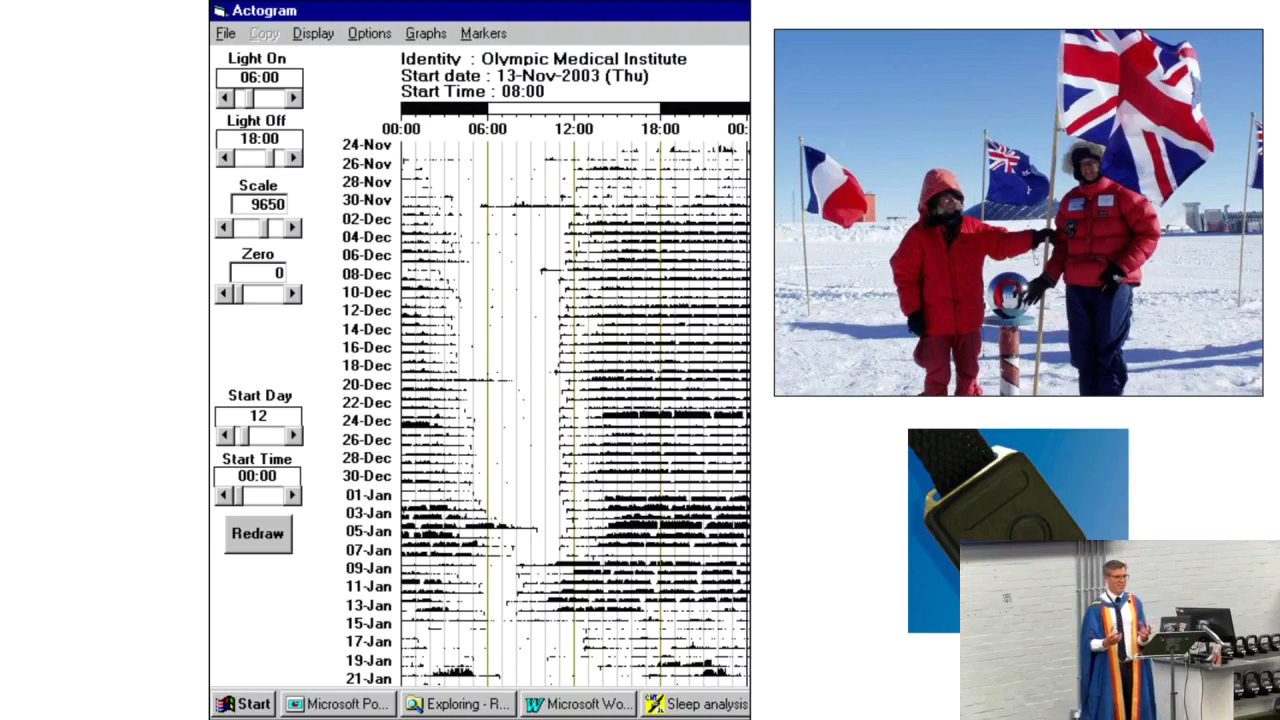 Actogram
File Copy Display Options Graphs Markers
Light On
06:00
Light Off
18:00
Scale
9650
Zero
0
Start Day
12
Start Time
00:00
Redraw
Identity : Olympic Medical Institute
Start date : 13-Nov-2003 (Thu)
Start Time : 08:00
00:00 06:00 12:00 18:00 00:
24-Nov
26-Nov
28-Nov
30-Nov
02-Dec
04-Dec
06-Dec
08-Dec
10-Dec
12-Dec
14-Dec
16-Dec
18-Dec
20-Dec
22-Dec
24-Dec
26-Dec
28-Dec
30-Dec
01-Jan
03-Jan
05-Jan
07-Jan
09-Jan
11-Jan
13-Jan
15-Jan
17-Jan
19-Jan
21-Jan
Start Microsoft Po... Exploring - R... Microsoft Wo... Sleep analysis